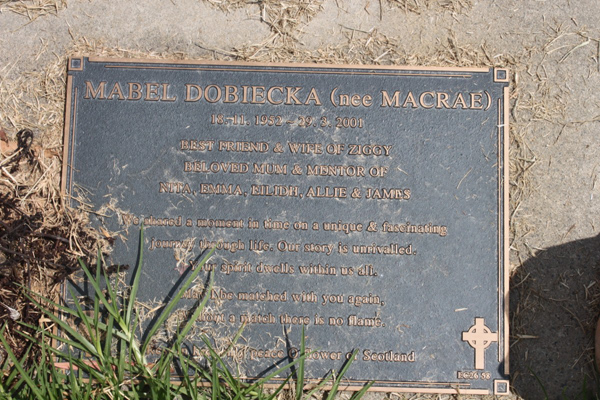 MABEL DOBIECKA (nee MACRAE)
18. 11. 1952 - 29. 3. 2001
BEST FRIEND & WIFE OF ZIGGY
BELOVED MUM & MENTOR OF
RITA, EMMA, EILIDH, ALLIE & JAMES
We shared a moment in time on a unique & fascinating
journey through life. Our story is unrivalled.
Your spirit dwells within us all.
May I be matched with you again,
Without a match there is no flame.
Peace Flower of Scotland